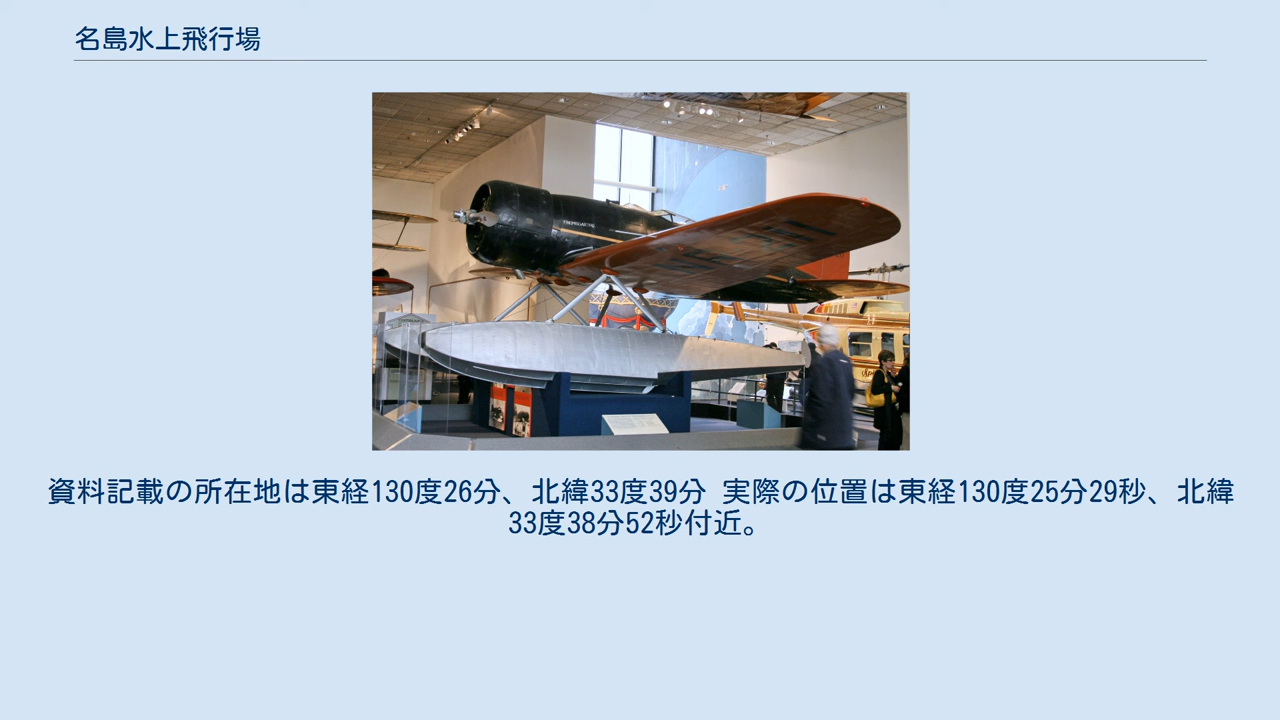 名島水上飛行場
資料記載の所在地は東経130度26分、北緯33度39分 実際の位置は東経130度25分29秒、北緯
33度38分52秒付近。